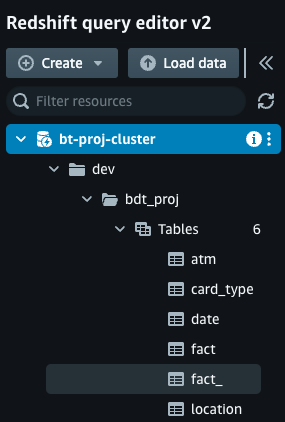 Redshift query editor v2
Create
Load data
Filter resources
bt-proj-cluster
dev
bdt_proj
Tables 6
atm
card_type
date
fact
fact_
location